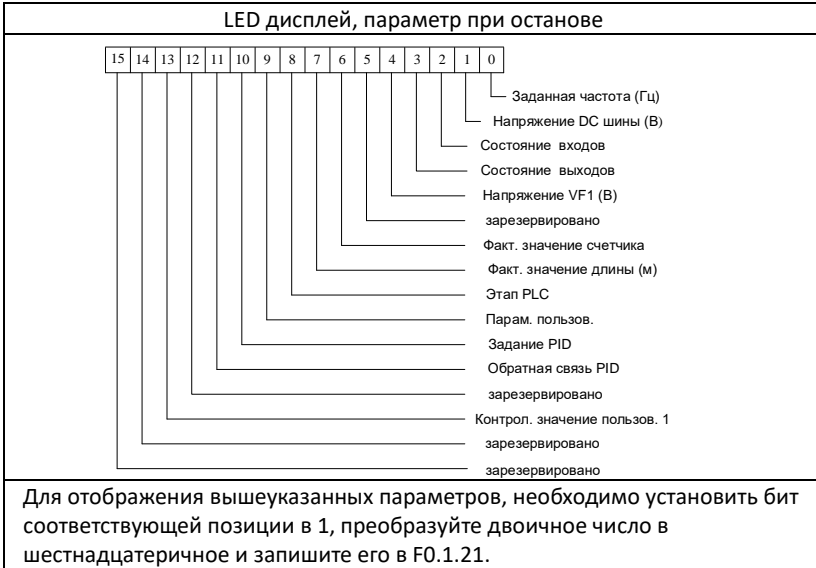 LED дисплей, параметр при останове
15 14 13 12 11 10 9 8 7 6 5 4 3 2 1 0
Заданная частота (Гц)
Напряжение DC шины (В)
Состояние входов
Состояние выходов
Напряжение VF1 (В)
зарезервировано
Факт. значение счетчика
Факт. значение длины (м)
Этап PLC
Парам. пользов.
Задание PID
Обратная связь PID
зарезервировано
Контрол. значение пользов. 1
зарезервировано
зарезервировано
Для отображения вышеуказанных параметров, необходимо установить бит
соответствующей позиции в 1, преобразуйте двоичное число в
шестнадцатеричное и запишите его в F0.1.21.